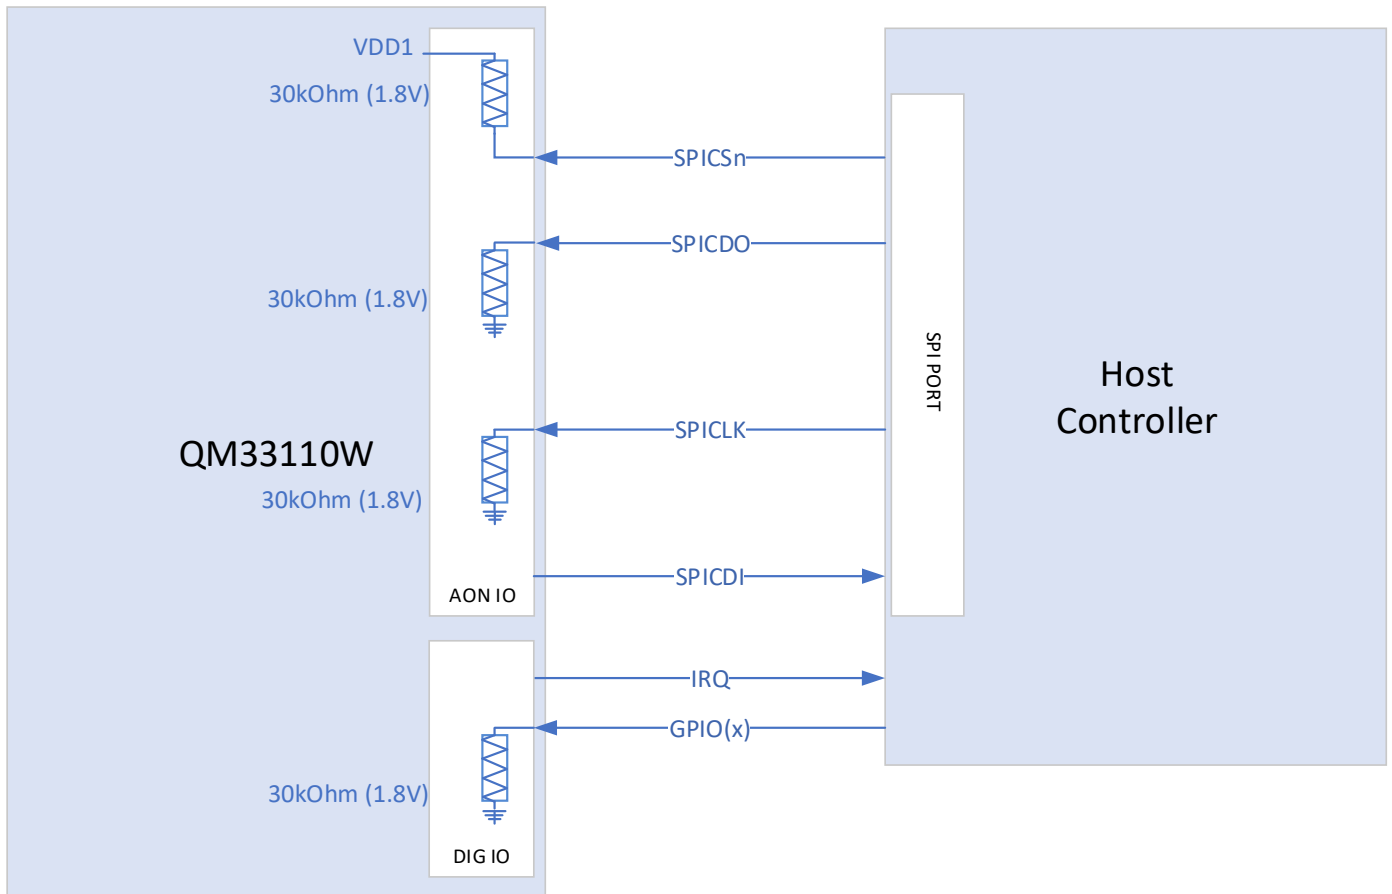 VDD1
30kOhm (1.8V)
SPICSn
SPICDO
30kOhm (1.8V)
SPI PORT
Host
Controller
SPICLK
QM33110W
30kOhm (1.8V)
SPICDI
AON IO
IRQ
GPIO(x)
30kOhm (1.8V)
DIG IO